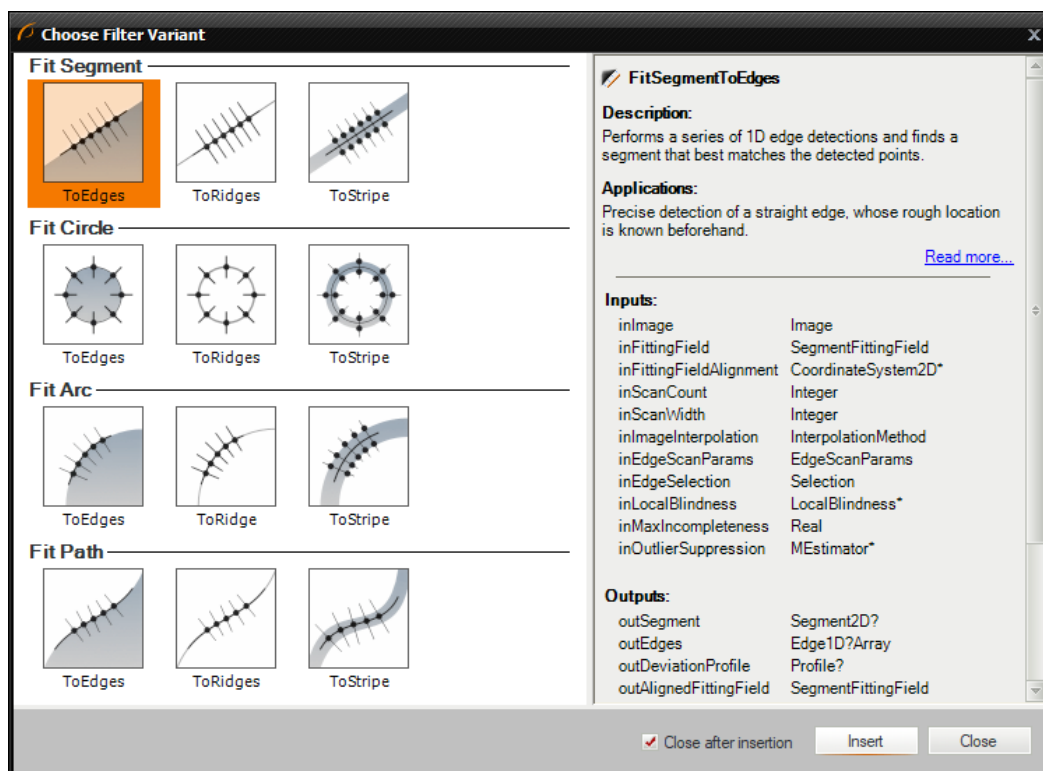 Choose Filter Variant
x
Fit Segment
ToEdges
ToRidges
ToStripe
Fit Circle
ToEdges
ToRidges
ToStripe
Fit Arc
ToEdges
ToRidge
ToStripe
Fit Path
ToEdges
ToRidges
ToStripe
FitSegmentToEdges
Description:
Performs a series of 1D edge detections and finds a
segment that best matches the detected points.
Applications:
Precise detection of a straight edge, whose rough location
is known beforehand.
Read more...
Inputs:
inImage Image
inFittingField SegmentFittingField
inFittingFieldAlignment CoordinateSystem2D*
inScanCount Integer
inScanWidth Integer
inImageInterpolation InterpolationMethod
inEdgeScanParams EdgeScanParams
inEdgeSelection Selection
inLocalBlindness LocalBlindness*
inMaxIncompleteness Real
inOutlierSuppression MEstimator*
Outputs:
outSegment Segment2D?
outEdges Edge1D?Array
outDeviationProfile Profile?
outAlignedFittingField SegmentFittingField
Close after insertion
Insert
Close